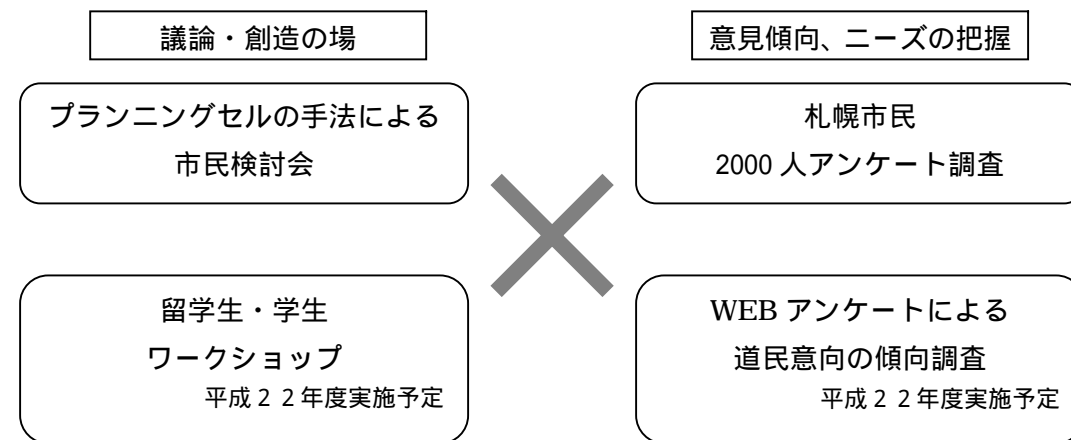 議論・創造の場
プランニングセルの手法による
市民検討会
留学生・学生
ワークショップ
平成２２年度実施予定
意見傾向、ニーズの把握
札幌市民
2000 人アンケート調査
WEB アンケートによる
道民意向の傾向調査
平成２２年度実施予定